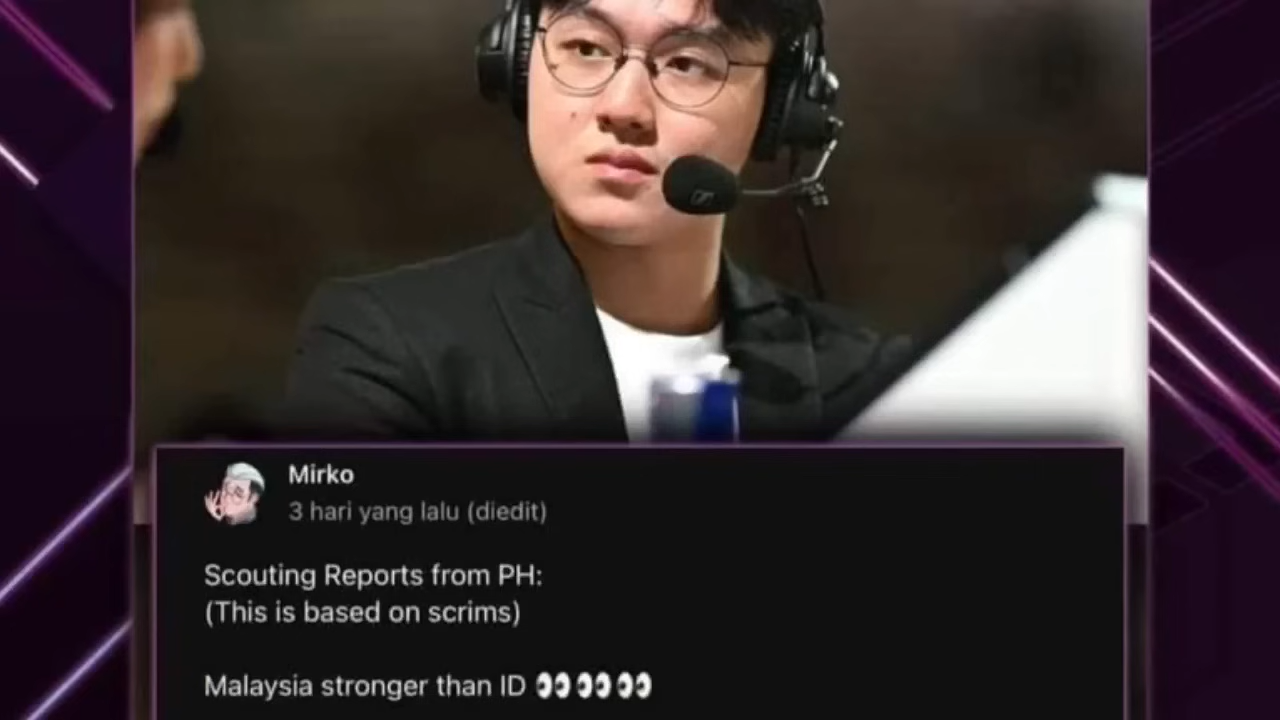 Mirko
3 hari yang lalu (diedit)
Scouting Reports from PH:
(This is based on scrims)
Malaysia stronger than ID 👀👀👀